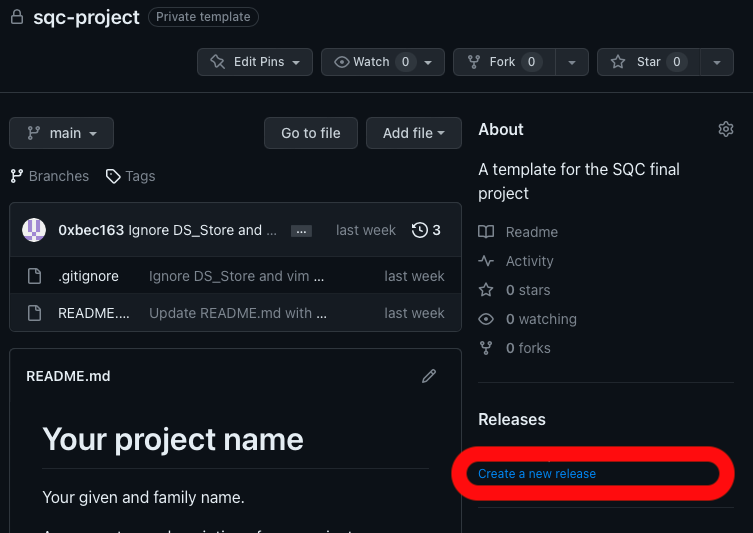 sqc-project Private template
Edit Pins Watch 0 Fork 0 Star 0
main Go to file Add file
Branches Tags
0xbec163 Ignore DS_Store and ... ... last week 3
.gitignore Ignore DS_Store and vim ... last week
README.... Update README.md with ... last week
README.md
Your project name
Your given and family name.
About
A template for the SQC final
project
Readme
Activity
0 stars
0 watching
0 forks
Releases
Create a new release